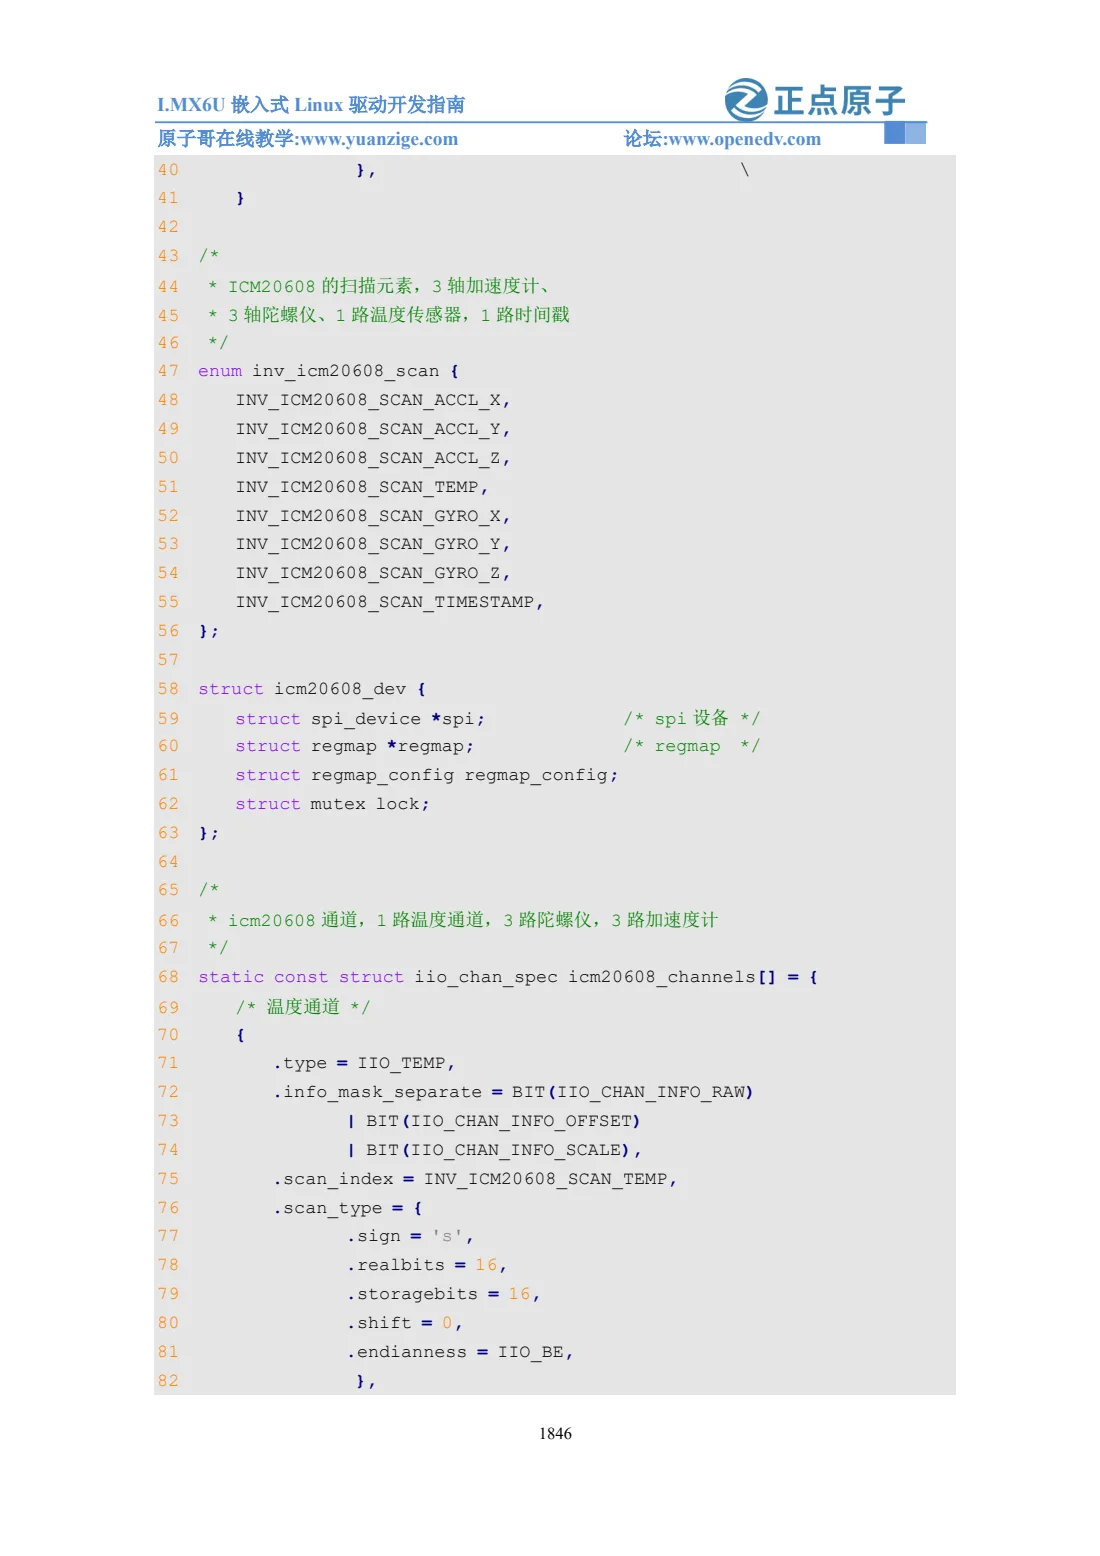 I.MX6U 嵌入式 Linux 驱动开发指南
正点原子
原子哥在线教学:www.yuanzige.com 论坛:www.openedv.com
40 }, \
41 }
42
43 /*
44 * ICM20608 的扫描元素，3 轴加速度计、
45 * 3 轴陀螺仪、1 路温度传感器，1 路时间戳
46 */
47 enum inv_icm20608_scan {
48 INV_ICM20608_SCAN_ACCL_X,
49 INV_ICM20608_SCAN_ACCL_Y,
50 INV_ICM20608_SCAN_ACCL_Z,
51 INV_ICM20608_SCAN_TEMP,
52 INV_ICM20608_SCAN_GYRO_X,
53 INV_ICM20608_SCAN_GYRO_Y,
54 INV_ICM20608_SCAN_GYRO_Z,
55 INV_ICM20608_SCAN_TIMESTAMP,
56 };
57
58 struct icm20608_dev {
59 struct spi_device *spi; /* spi 设备 */
60 struct regmap *regmap; /* regmap */
61 struct regmap_config regmap_config;
62 struct mutex lock;
63 };
64
65 /*
66 * icm20608 通道，1 路温度通道，3 路陀螺仪，3 路加速度计
67 */
68 static const struct iio_chan_spec icm20608_channels[] = {
69 /* 温度通道 */
70 {
71 .type = IIO_TEMP,
72 .info_mask_separate = BIT(IIO_CHAN_INFO_RAW)
73 | BIT(IIO_CHAN_INFO_OFFSET)
74 | BIT(IIO_CHAN_INFO_SCALE),
75 .scan_index = INV_ICM20608_SCAN_TEMP,
76 .scan_type = {
77 .sign = 's',
78 .realbits = 16,
79 .storagebits = 16,
80 .shift = 0,
81 .endianness = IIO_BE,
82 },
1846